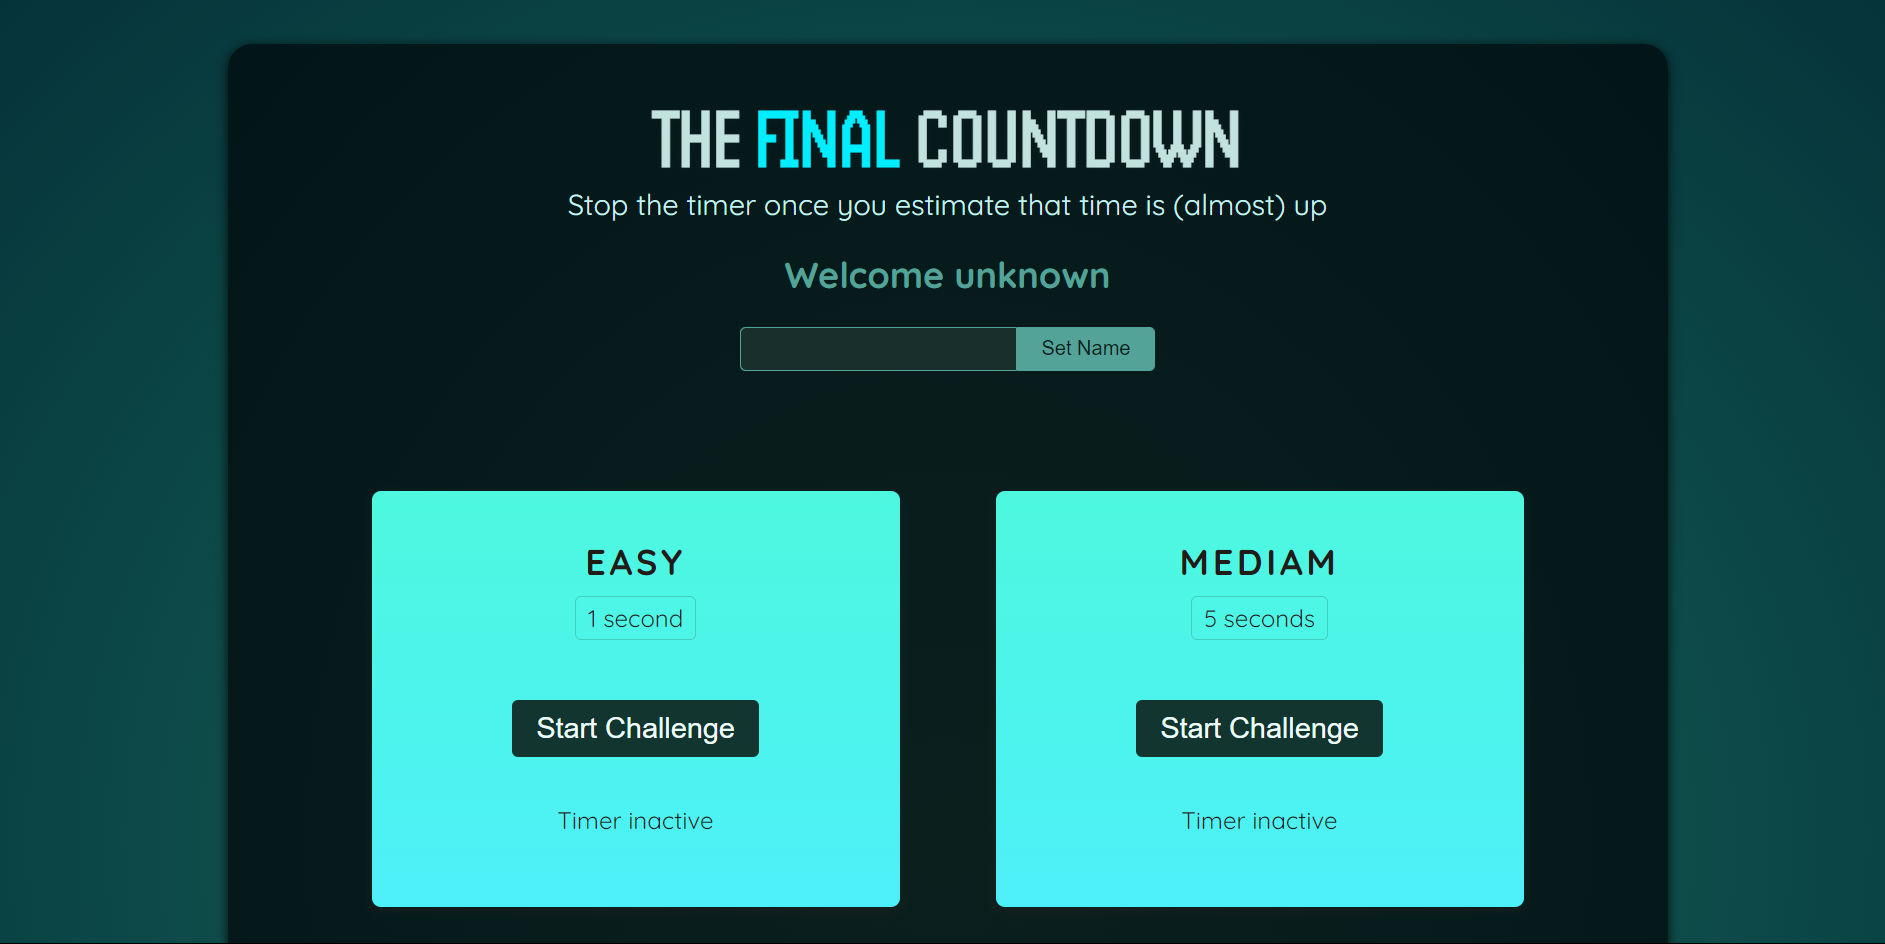 THE FINAL COUNTDOWN
Stop the timer once you estimate that time is (almost) up
Welcome unknown
Set Name
EASY
1 second
Start Challenge
Timer inactive
MEDIAM
5 seconds
Start Challenge
Timer inactive